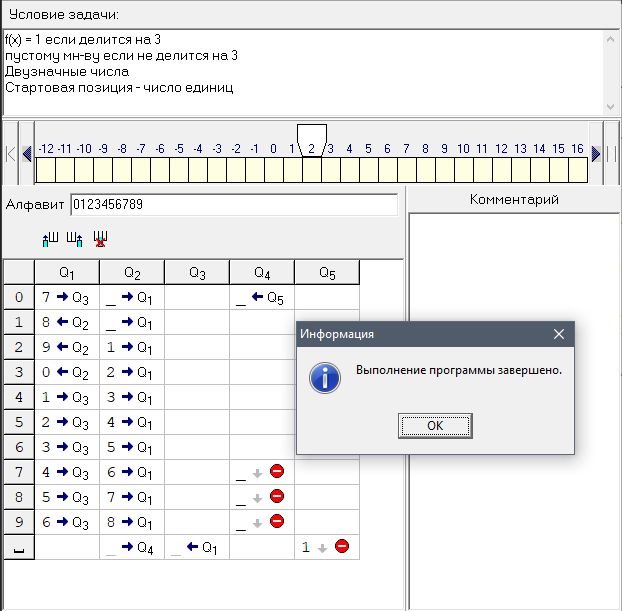 Условие задачи:
f(x) = 1 если делится на 3
пустому мн-ву если не делится на 3
Двузначные числа
Стартовая позиция - число единиц
-12 -11 -10 -9 -8 -7 -6 -5 -4 -3 -2 -1 0 1 2 3 4 5 6 7 8 9 10 11 12 13 14 15 16
Алфавит 0123456789
Комментарий
Q1 Q2 Q3 Q4 Q5
0 7 → Q3 _ → Q1 _ ← Q5
1 8 ← Q2 _ → Q1
2 9 ← Q2 1 → Q1
3 0 ← Q2 2 → Q1
4 1 → Q3 3 → Q1
5 2 → Q3 4 → Q1
6 3 → Q3 5 → Q1
7 4 → Q3 6 → Q1 _ ↓
8 5 → Q3 7 → Q1 _ ↓
9 6 → Q3 8 → Q1 _ ↓
␣ _ → Q4 _ ← Q1 1 ↓
Информация
Выполнение программы завершено.
OK